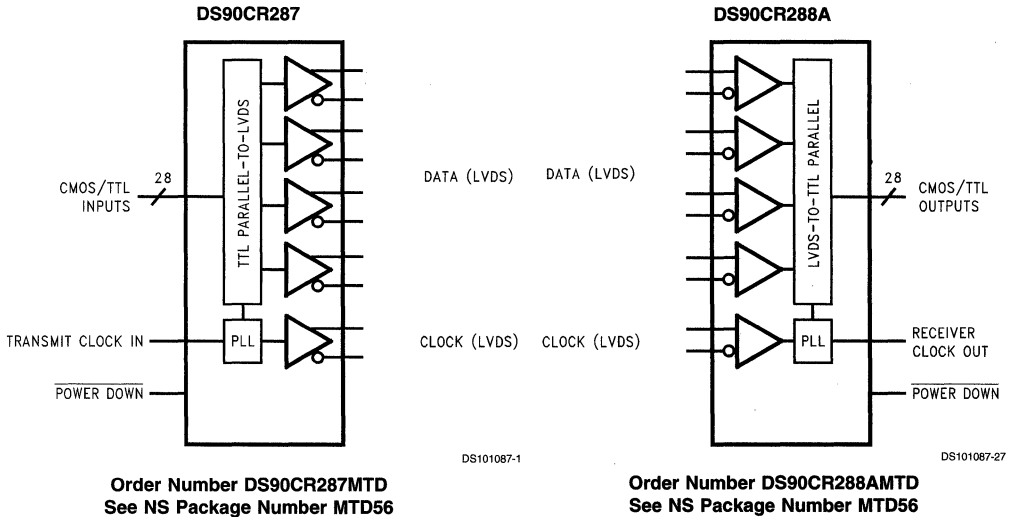 DS90CR287
TTL PARALLEL-TO-LVDS
28
CMOS/TTL
INPUTS
DATA (LVDS)
TRANSMIT CLOCK IN
PLL
CLOCK (LVDS)
POWER DOWN
DS101087-1
Order Number DS90CR287MTD
See NS Package Number MTD56
DS90CR288A
DATA (LVDS)
LVDS-TO-TTL PARALLEL
28
CMOS/TTL
OUTPUTS
CLOCK (LVDS)
PLL
RECEIVER
CLOCK OUT
POWER DOWN
DS101087-27
Order Number DS90CR288AMTD
See NS Package Number MTD56